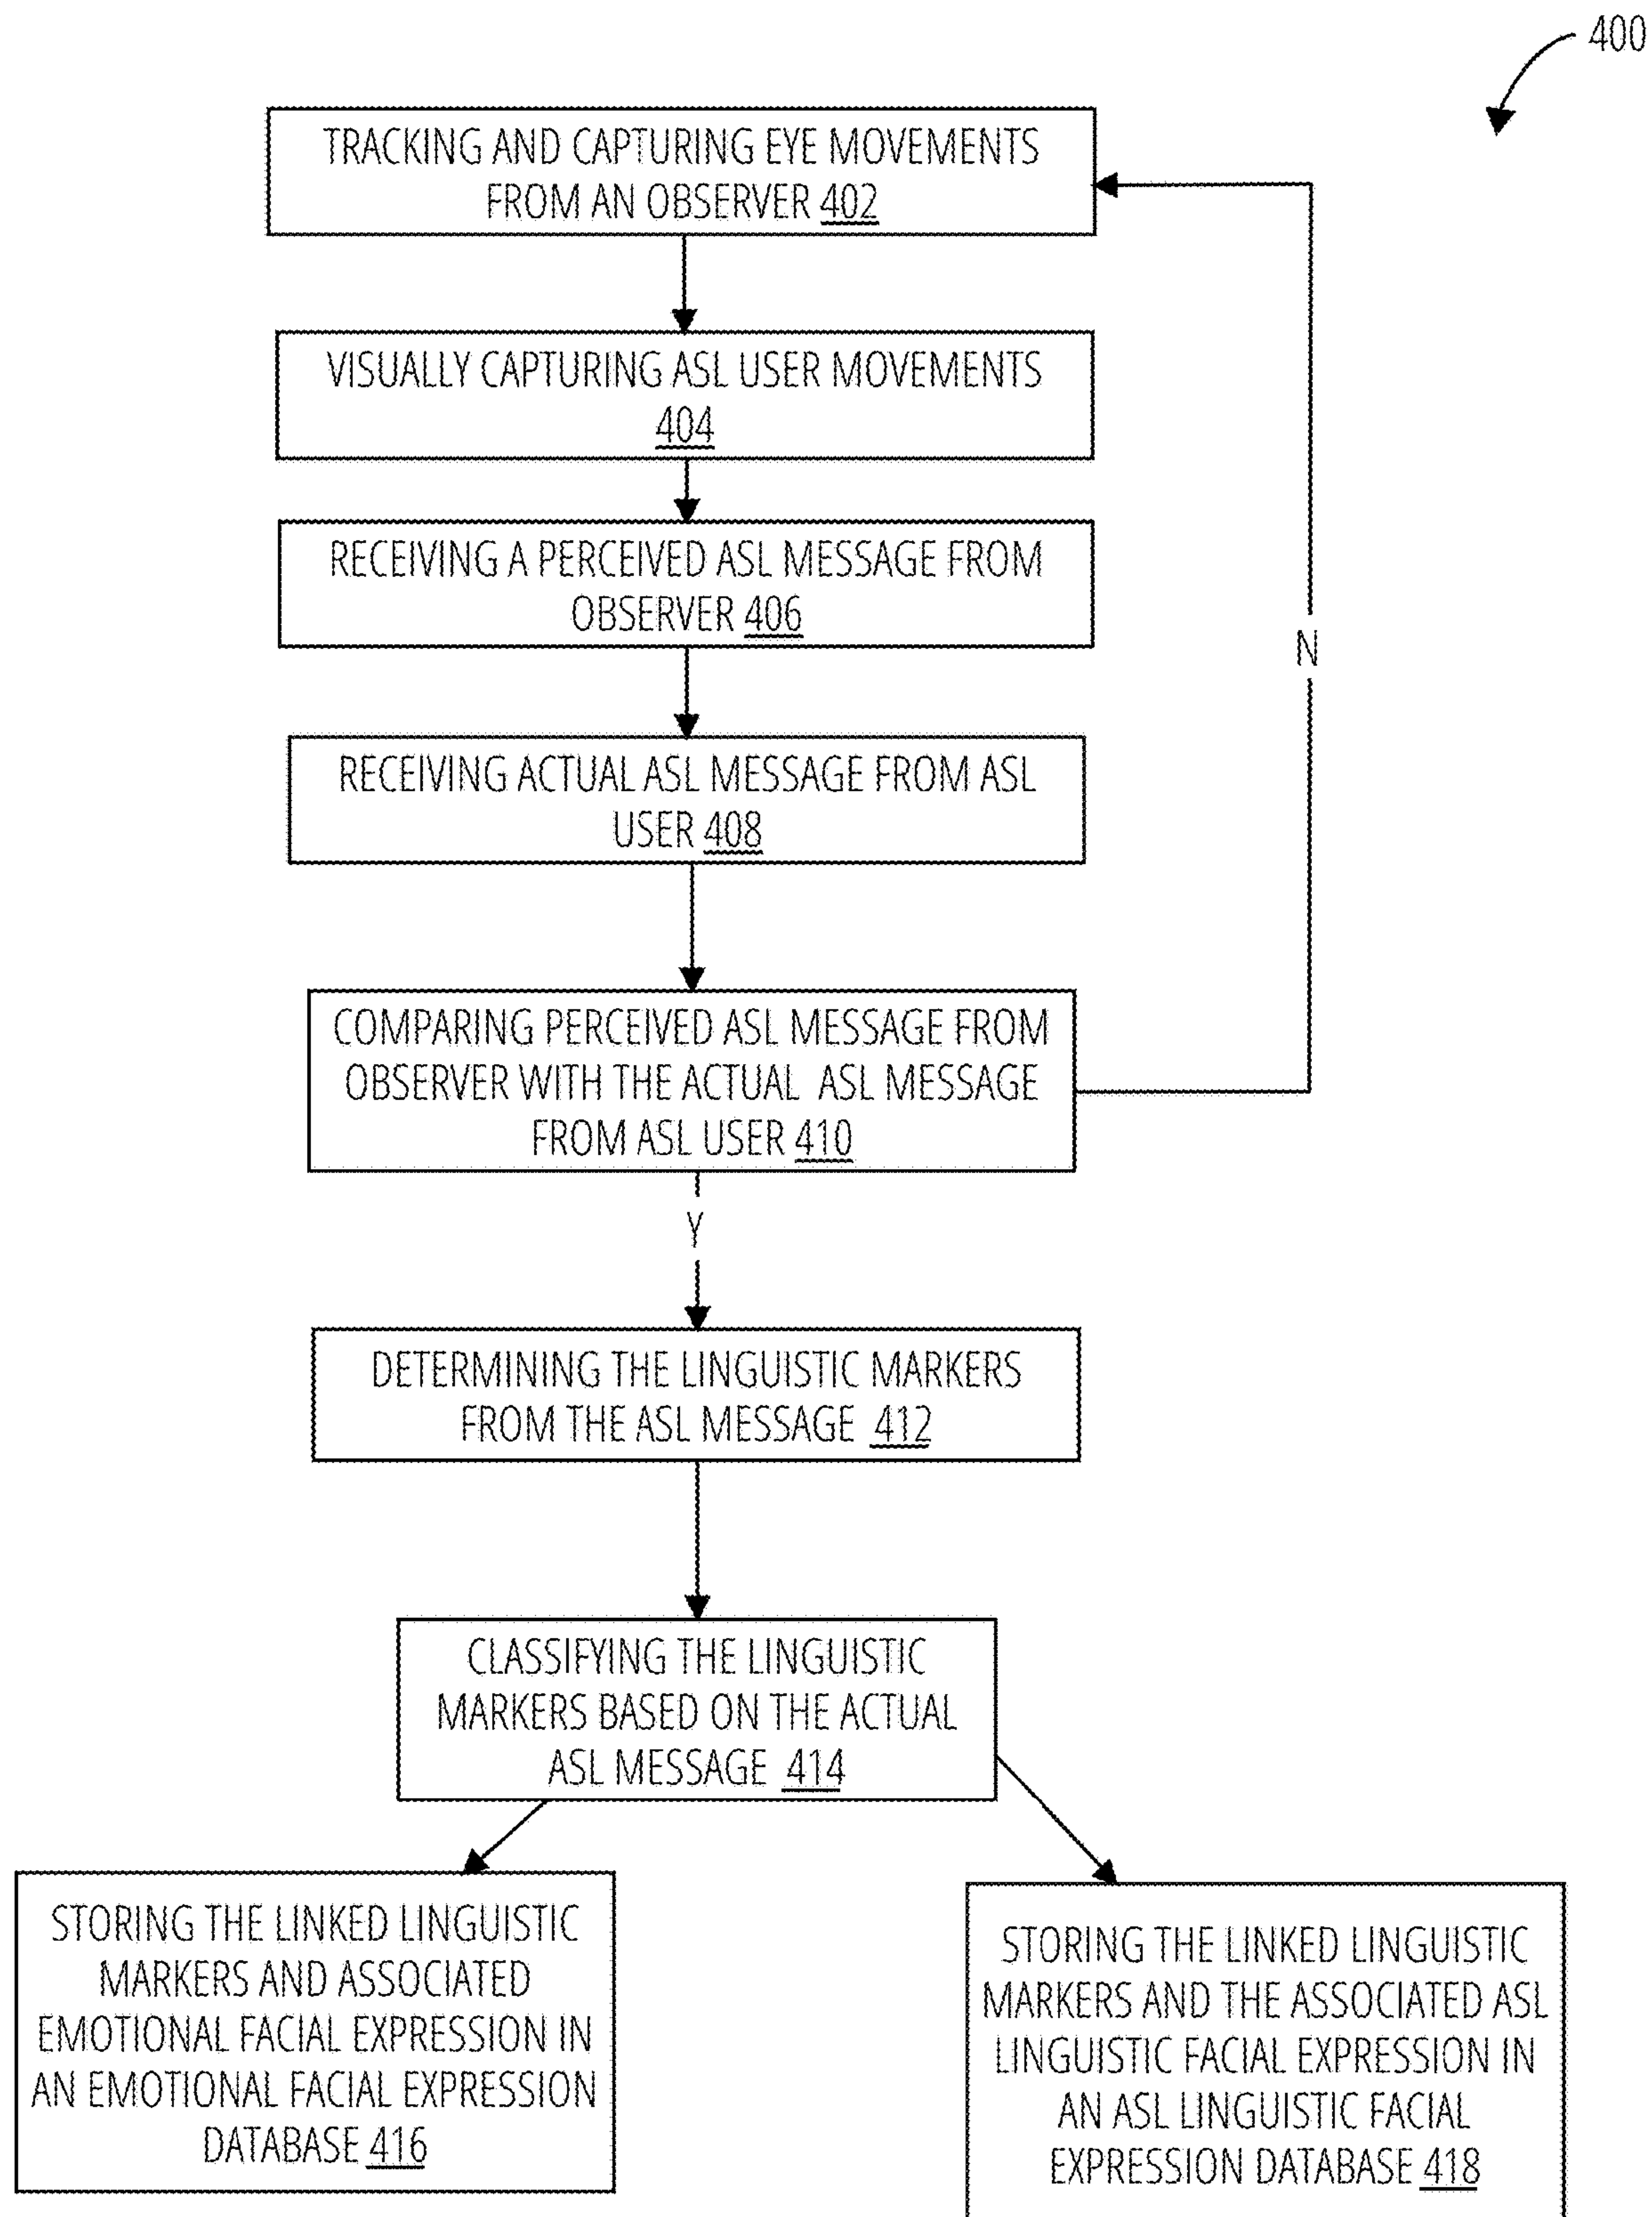 400
TRACKING AND CAPTURING EYE MOVEMENTS
FROM AN OBSERVER 402
VISUALLY CAPTURING ASL USER MOVEMENTS
404
RECEIVING A PERCEIVED ASL MESSAGE FROM
OBSERVER 406
N
RECEIVING ACTUAL ASL MESSAGE FROM ASL
USER 408
COMPARING PERCEIVED ASL MESSAGE FROM
OBSERVER WITH THE ACTUAL ASL MESSAGE
FROM ASL USER 410
Y
DETERMINING THE LINGUISTIC MARKERS
FROM THE ASL MESSAGE 412
CLASSIFYING THE LINGUISTIC
MARKERS BASED ON THE ACTUAL
ASL MESSAGE 414
STORING THE LINKED LINGUISTIC
MARKERS AND ASSOCIATED
EMOTIONAL FACIAL EXPRESSION IN
AN EMOTIONAL FACIAL EXPRESSION
DATABASE 416
STORING THE LINKED LINGUISTIC
MARKERS AND THE ASSOCIATED ASL
LINGUISTIC FACIAL EXPRESSION IN
AN ASL LINGUISTIC FACIAL
EXPRESSION DATABASE 418